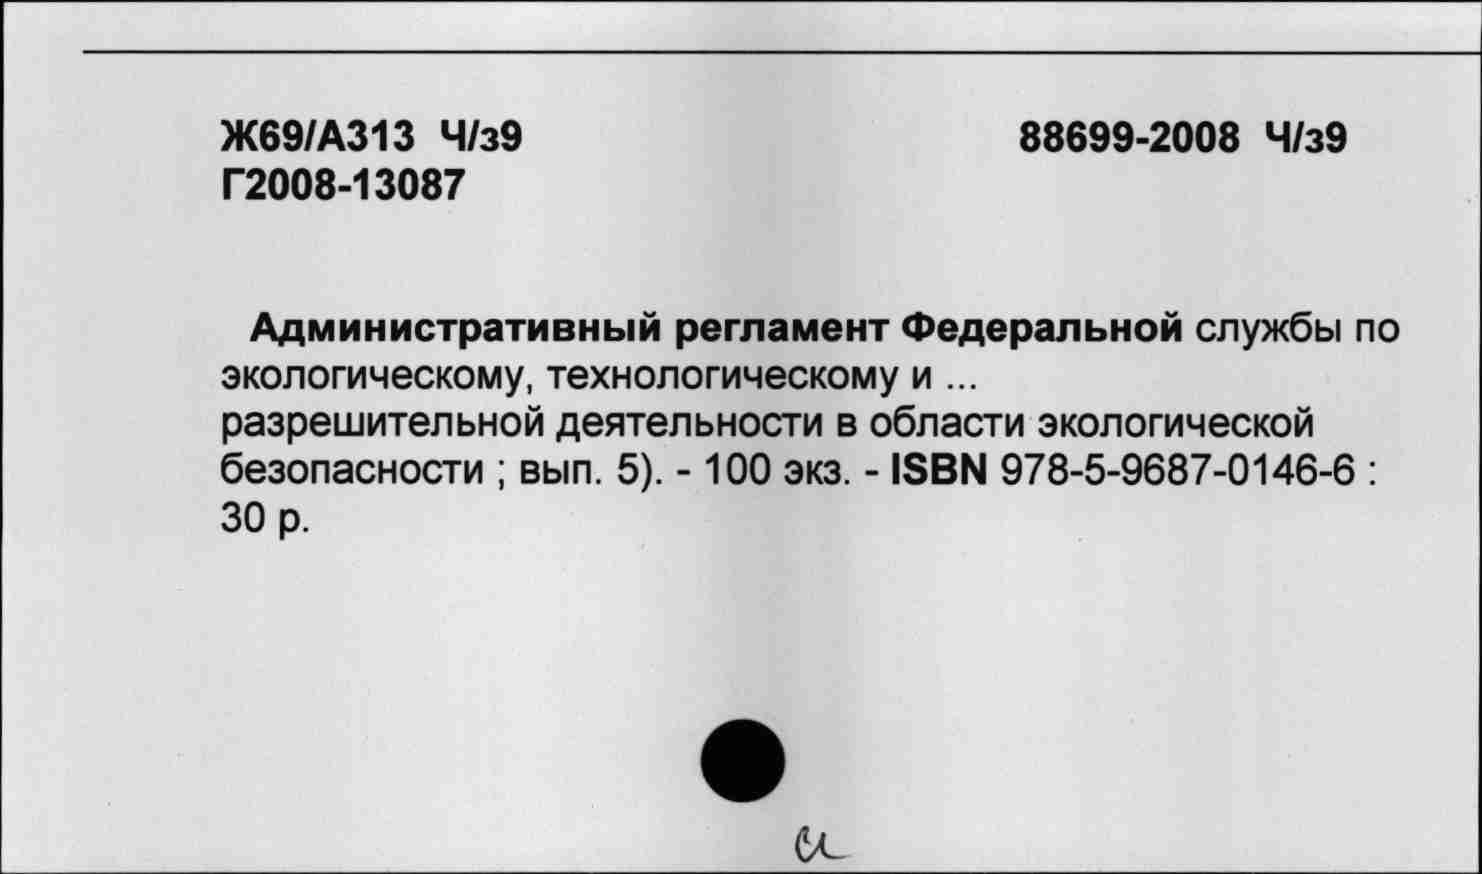 Ж69/А313 Ч/з9 88699-2008 Ч/з9
Г2008-13087
Административный регламент Федеральной службы по
экологическому, технологическому и ...
разрешительной деятельности в области экологической
безопасности ; вып. 5). - 100 экз. - ISBN 978-5-9687-0146-6 :
30 р.